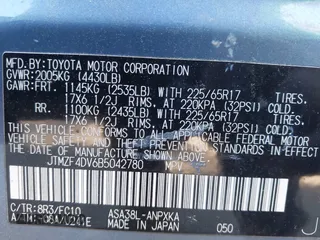 MFD.BY:TOYOTA MOTOR CORPORATION
GVWR:2005KG (4430LB)
GAWR:FRT. 1145KG (2535LB) WITH 225/65R17 TIRES.
17X6 1/2J RIMS. AT 220KPA (32PSI) COLD
RR. 1100KG (2435LB) WITH 225/65R17 TIRES.
17X6 1/2J RIMS. AT 220KPA (32PSI) COLD
THIS VEHICLE CONFORMS TO ALL APPLICABLE FEDERAL MOTOR
VEHICLE SAFETY, BUMPER, AND THEFT PREVENTION STANDARDS
IN EFFECT ON THE DATE OF MANUFACTURE SHOWN ABOVE.
JTMZF4DV6B5042780 MPV
C/TR:8R3/FC10 ASA38L-ANPXKA
050